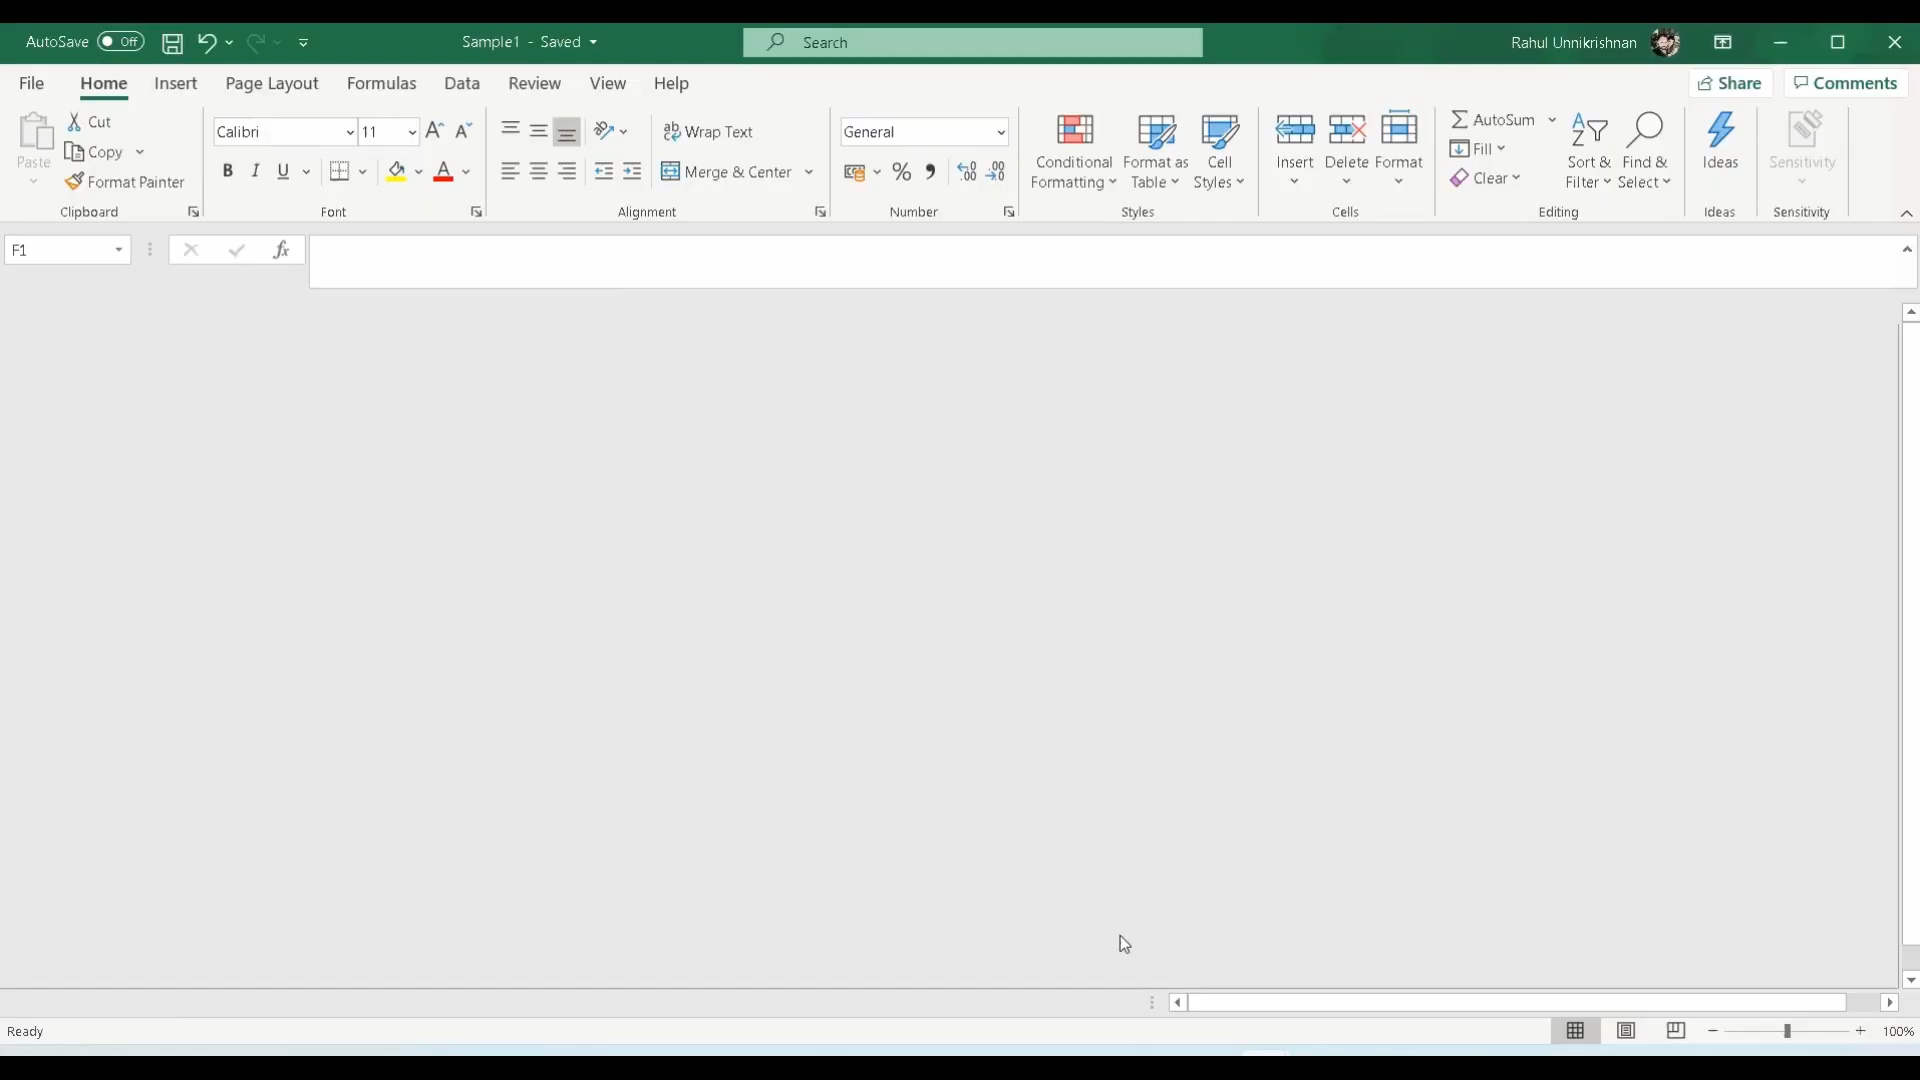 AutoSave Off Sample1 - Saved Search Rahul Unnikrishnan
File Home Insert Page Layout Formulas Data Review View Help Share Comments
Paste Cut Copy Format Painter
Clipboard
Calibri 11
B I U A
Font
ab Wrap Text
Merge & Center
Alignment
General
% ,
Number
Conditional Formatting
Format as Table
Cell Styles
Styles
Insert Delete Format
Cells
AutoSum
Fill
Clear
Sort & Filter
Find & Select
Editing
Ideas
Ideas
Sensitivity
Sensitivity
F1 fx
Ready 100%